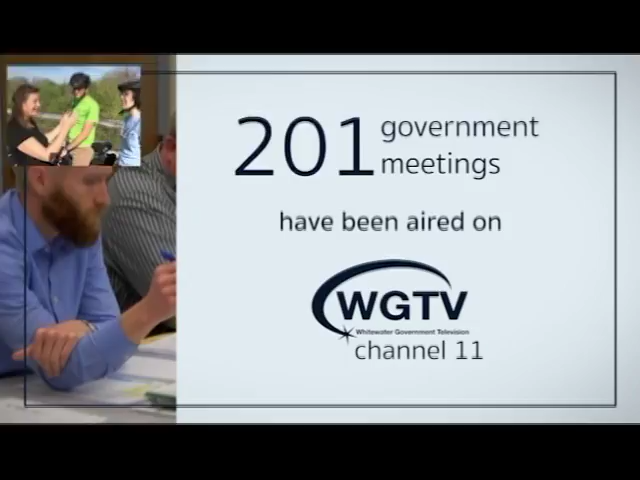 201 government
meetings
have been aired on
WGTV
Whitewater Government Television
channel 11